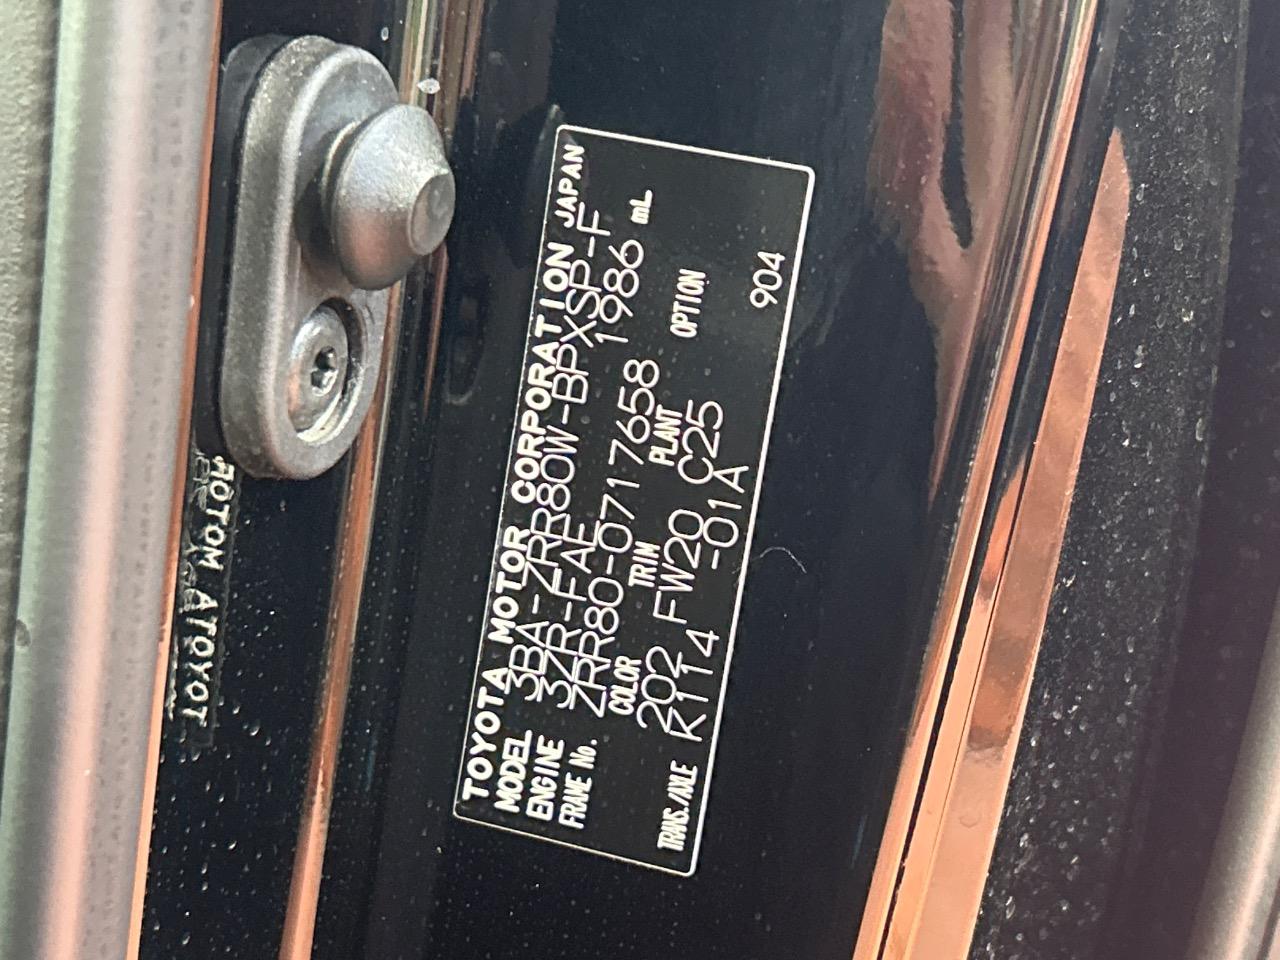 TOYOTA MOTOR CORPORATION JAPAN
MODEL 3BA-ZRR80W-BPXSP-F
ENGINE 3ZR-FAE 1986 mL
FRAME No. ZRR80-0717658
COLOR TRIM PLANT OPTION
202 FW20 C25
TRANS./AXLE K114 -01A 904
TOYOTA MOTOR